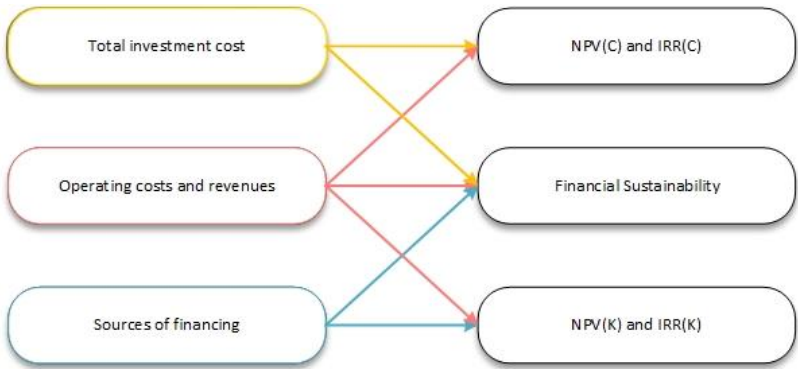 Total investment cost
NPV(C) and IRR(C)
Operating costs and revenues
Financial Sustainability
Sources of financing
NPV(K) and IRR(K)